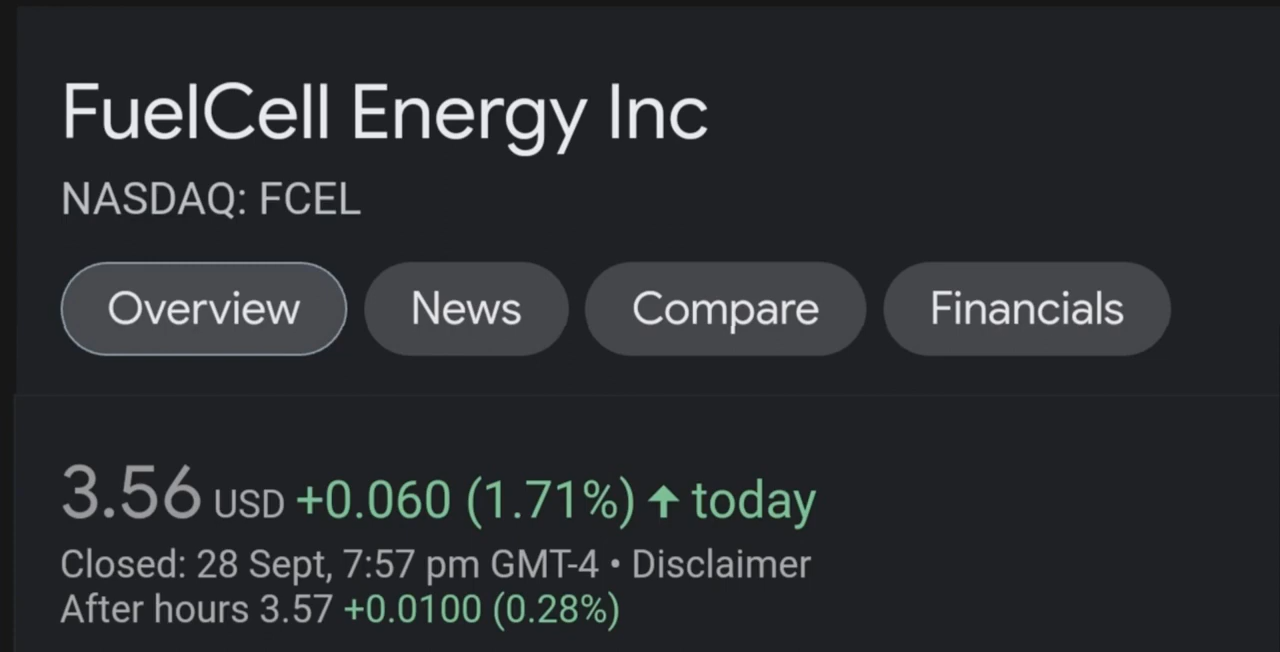 FuelCell Energy Inc
NASDAQ: FCEL
Overview News Compare Financials
3.56 USD +0.060 (1.71%) ↑ today
Closed: 28 Sept, 7:57 pm GMT-4 • Disclaimer
After hours 3.57 +0.0100 (0.28%)